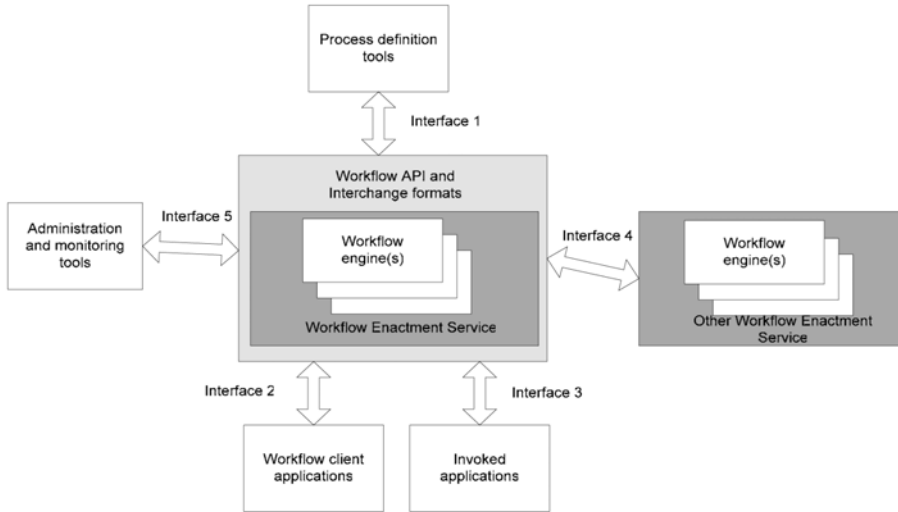 Process definition
tools
Interface 1
Workflow API and
Interchange formats
Interface 5
Administration
and monitoring
tools
Workflow
engine(s)
Workflow Enactment Service
Interface 4
Workflow
engine(s)
Other Workflow Enactment
Service
Interface 2
Interface 3
Workflow client
applications
Invoked
applications